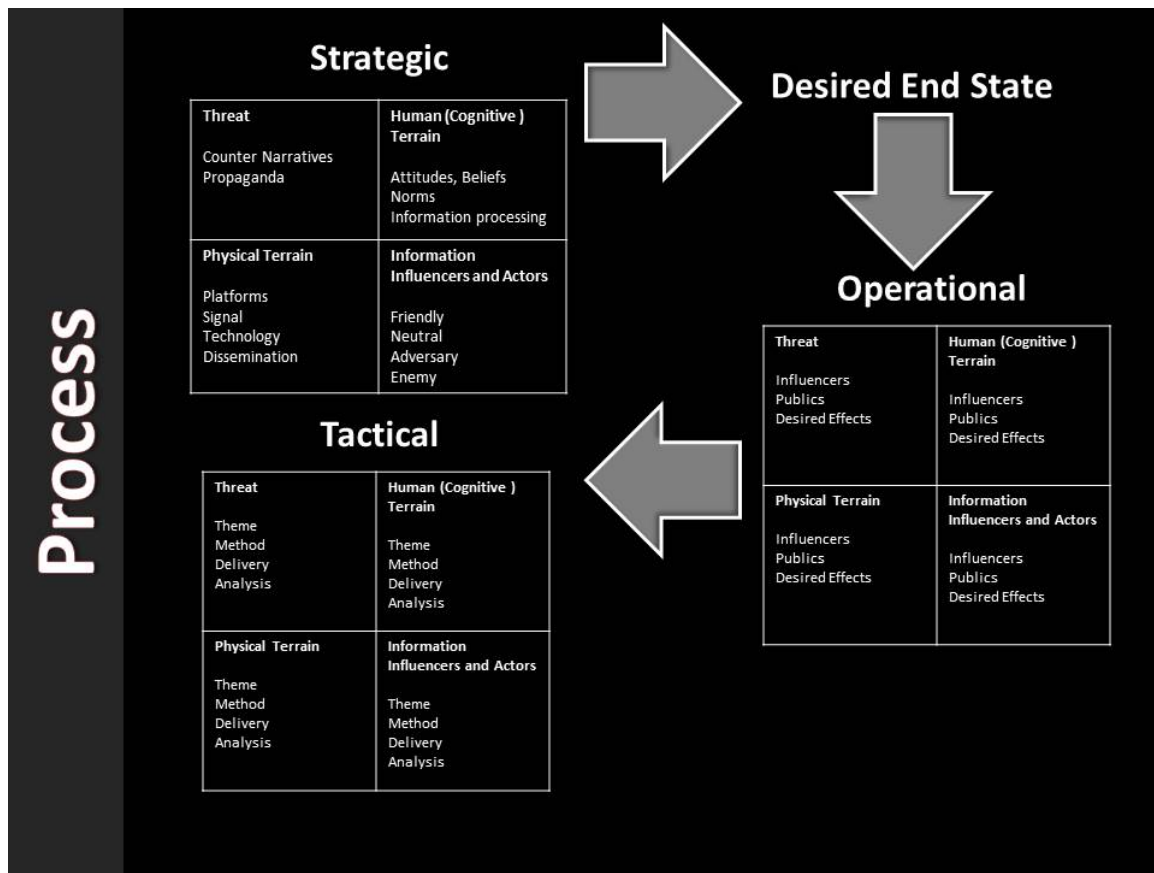 Process
Strategic
Threat
Counter Narratives
Propaganda
Human (Cognitive )
Terrain
Attitudes, Beliefs
Norms
Information processing
Physical Terrain
Platforms
Signal
Technology
Dissemination
Information
Influencers and Actors
Friendly
Neutral
Adversary
Enemy
Desired End State
Operational
Threat
Influencers
Publics
Desired Effects
Human (Cognitive )
Terrain
Influencers
Publics
Desired Effects
Physical Terrain
Influencers
Publics
Desired Effects
Information
Influencers and Actors
Influencers
Publics
Desired Effects
Tactical
Threat
Theme
Method
Delivery
Analysis
Human (Cognitive )
Terrain
Theme
Method
Delivery
Analysis
Physical Terrain
Theme
Method
Delivery
Analysis
Information
Influencers and Actors
Theme
Method
Delivery
Analysis